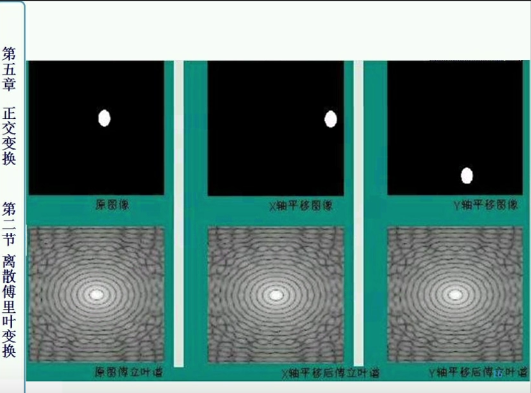 第五章 正交变换
第二节 离散傅里叶变换
原图像
X轴平移图像
Y轴平移图像
原图傅立叶谱
X轴平移后傅立叶谱
Y轴平移后傅立叶谱